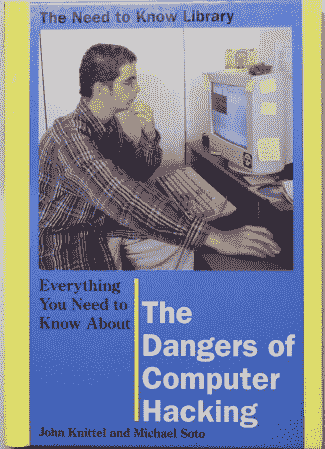 The Need to Know Library
Everything
You Need to
Know About
The
Dangers of
Computer
Hacking
John Knittel and Michael Soto